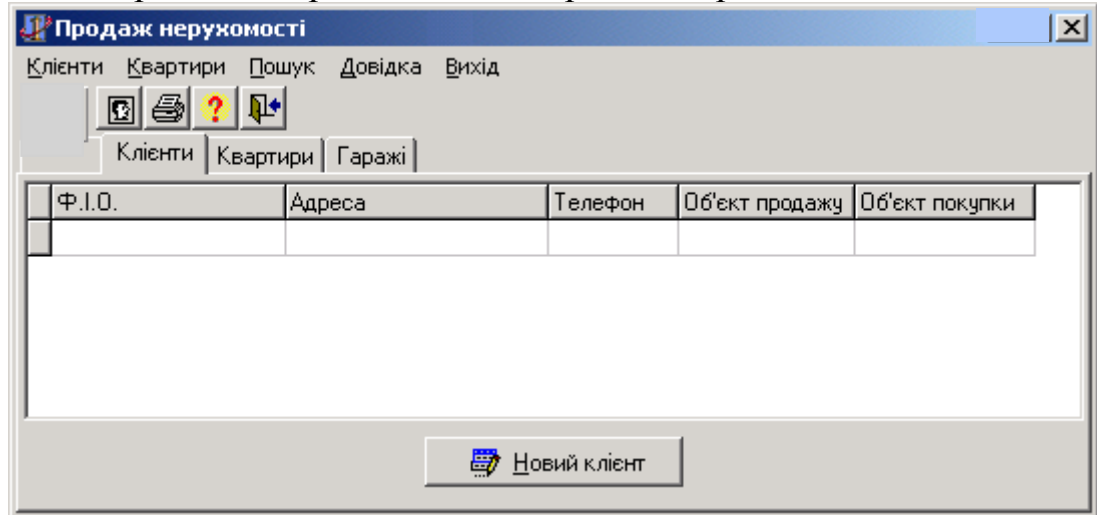 Продаж нерухомості
Клієнти Квартири Пошук Довідка Вихід
Клієнти Квартири Гаражі
Ф.І.О. Адреса Телефон Об'єкт продажу Об'єкт покупки
Новий клієнт